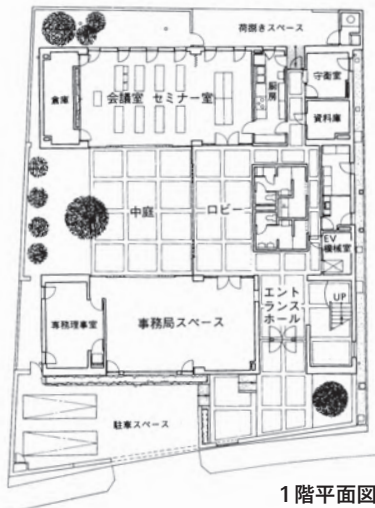 荷捌きスペース
守衛室
倉庫
会議室 セミナー室
厨房
資料庫
中庭
ロビー
EV
機械室
エント
ランス
ホール
UP
専務理事室
事務局スペース
駐車スペース
1階平面図